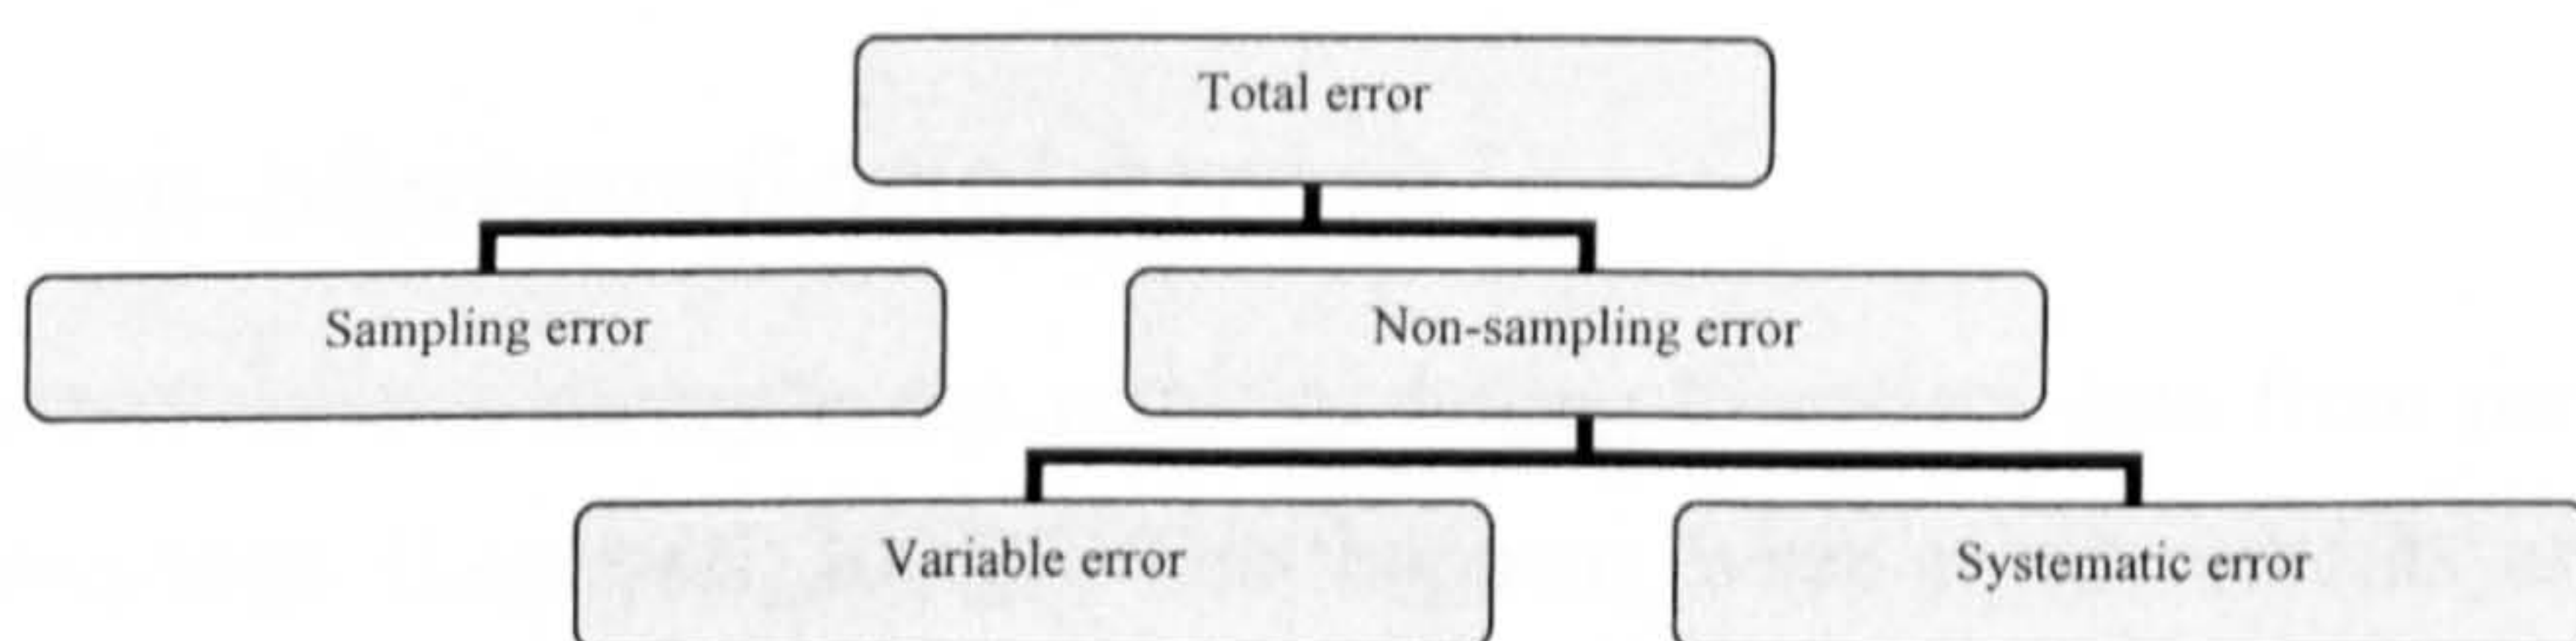 Total error
Sampling error
Non-sampling error
Variable error
Systematic error